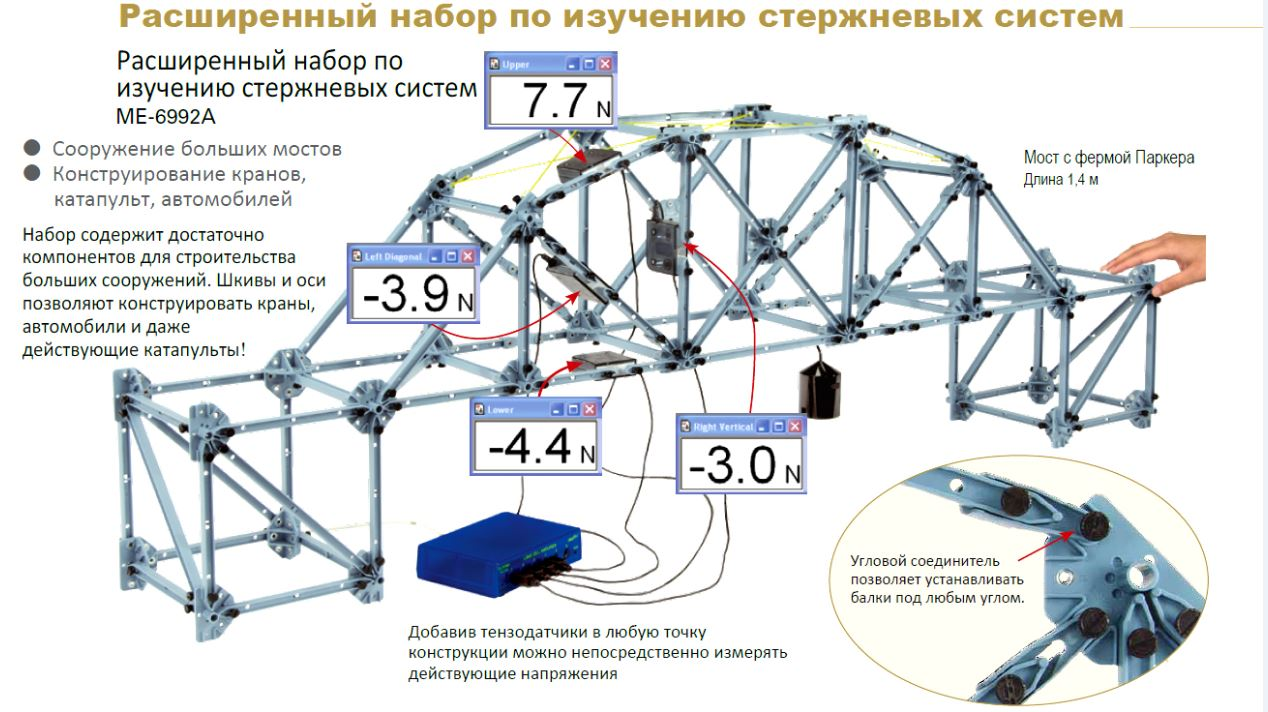 Расширенный набор по изучению стержневых систем
Расширенный набор по
изучению стержневых систем
ME-6992A
● Сооружение больших мостов
● Конструирование кранов,
катапульт, автомобилей
Набор содержит достаточно
компонентов для строительства
больших сооружений. Шкивы и оси
позволяют конструировать краны,
автомобили и даже
действующие катапульты!
Upper
7.7 N
Мост с фермой Паркера
Длина 1,4 м
Left Diagonal
-3.9 N
Lower
-4.4 N
Right Vertical
-3.0 N
Угловой соединитель
позволяет устанавливать
балки под любым углом.
Добавив тензодатчики в любую точку
конструкции можно непосредственно измерять
действующие напряжения